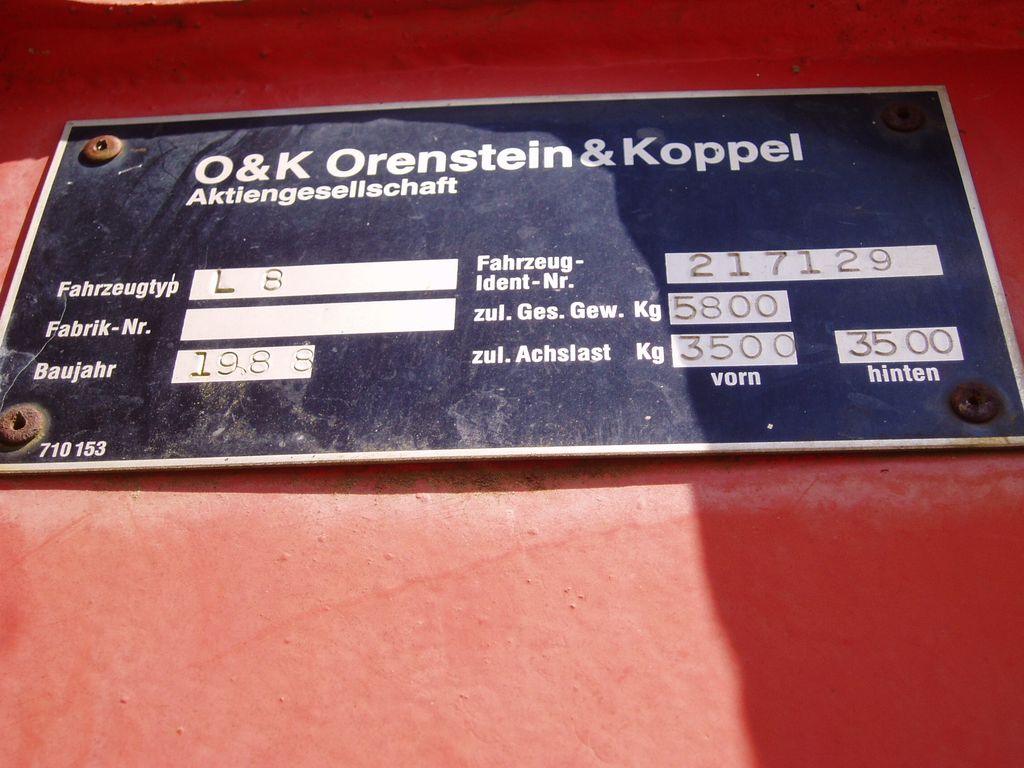 O&K Orenstein & Koppel
Aktiengesellschaft
Fahrzeugtyp L 8
Fabrik-Nr.
Baujahr 1988
Fahrzeug-
Ident-Nr. 217129
zul. Ges. Gew. Kg 5800
zul. Achslast Kg 3500 3500
vorn hinten
710 153